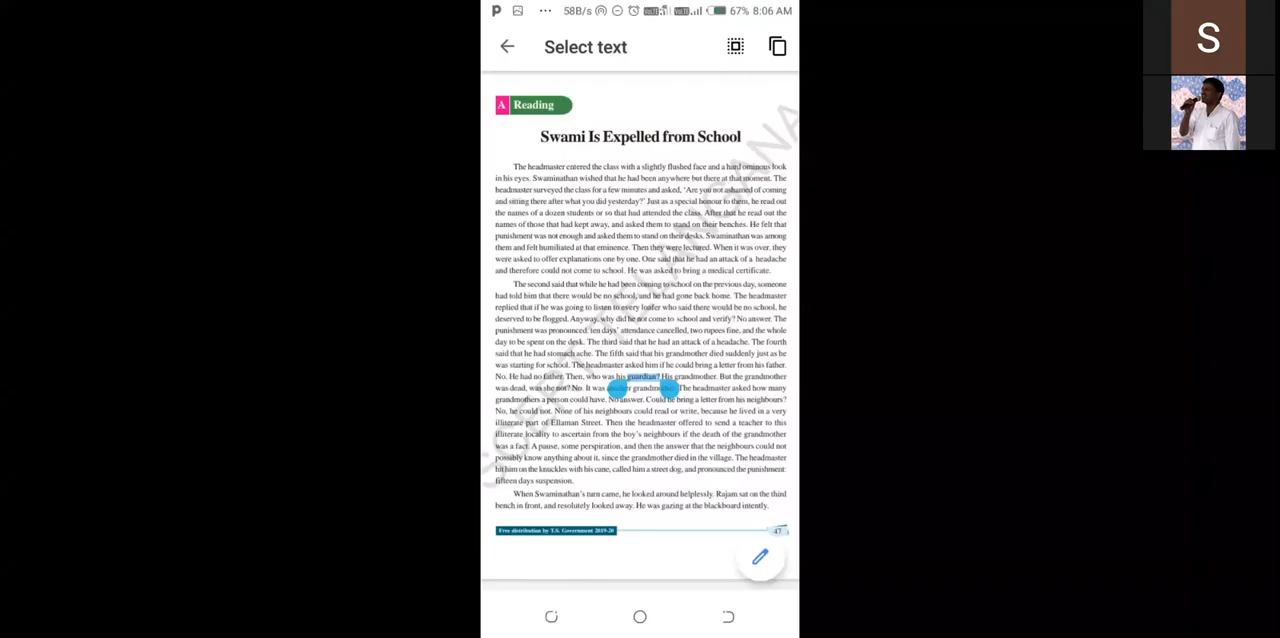 58B/s 67% 8:06 AM
Select text
S
A Reading
Swami Is Expelled from School
The headmaster entered the class with a slightly flushed face and a hard ominous look
in his eyes. Swaminathan wished that he had been anywhere but there at that moment. The
headmaster surveyed the class for a few minutes and asked, 'Are you not ashamed of coming
and sitting there after what you did yesterday?' Just as a special honour to them, he read out
the names of a dozen students or so that had attended the class. After that he read out the
names of those that had kept away, and asked them to stand on their benches. He felt that
punishment was not enough and asked them to stand on their desks. Swaminathan was among
them and felt humiliated at that eminence. Then they were lectured. When it was over, they
were asked to offer explanations one by one. One said that he had an attack of a headache
and therefore could not come to school. He was asked to bring a medical certificate.
The second said that while he had been coming to school on the previous day, someone
had told him that there would be no school, and he had gone back home. The headmaster
replied that if he was going to listen to every loafer who said there would be no school, he
deserved to be flogged. Anyway, why did he not come to school and verify? No answer. The
punishment was pronounced: ten days' attendance cancelled, two rupees fine, and the whole
day to be spent on the desk. The third said that he had an attack of a headache. The fourth
said that he had stomach ache. The fifth said that his grandmother died suddenly just as he
was starting for school. The headmaster asked him if he could bring a letter from his father.
No. He had no father. Then, who was his guardian? His grandmother. But the grandmother
was dead, was she not? No. It was another grandmother. The headmaster asked how many
grandmothers a person could have. No answer. Could he bring a letter from his neighbours?
No, he could not. None of his neighbours could read or write, because he lived in a very
illiterate part of Ellaman Street. Then the headmaster offered to send a teacher to this
illiterate locality to ascertain from the boy's neighbours if the death of the grandmother
was a fact. A pause, some perspiration, and then the answer that the neighbours could not
possibly know anything about it, since the grandmother died in the village. The headmaster
hit him on the knuckles with his cane, called him a street dog, and pronounced the punishment:
fifteen days suspension.
When Swaminathan's turn came, he looked around helplessly. Rajam sat on the third
bench in front, and resolutely looked away. He was gazing at the blackboard intently.
Free distribution by T.S. Government 2019-20
47
SCERT TELANGANA